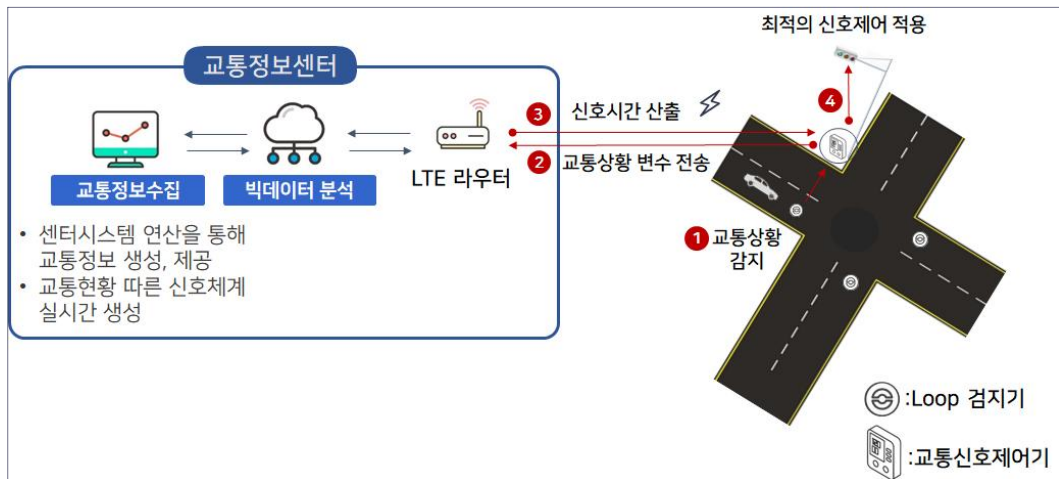 최적의 신호제어 적용
교통정보센터
4
3 신호시간 산출
2 교통상황 변수 전송
LTE 라우터
교통정보수집
빅데이터 분석
• 센터시스템 연산을 통해
교통정보 생성, 제공
• 교통현황 따른 신호체계
실시간 생성
1 교통상황
감지
:Loop 검지기
:교통신호제어기